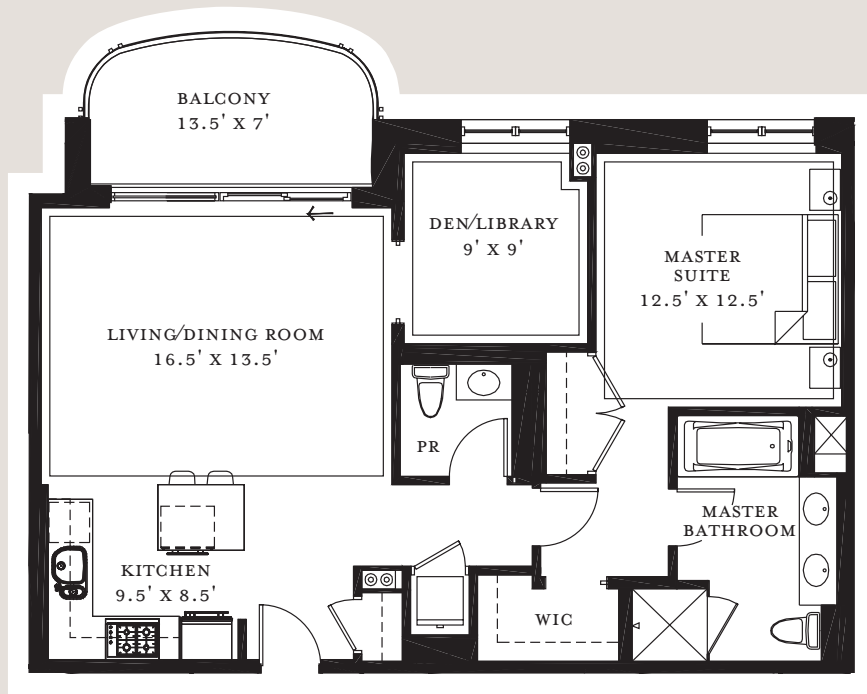 BALCONY
13.5' X 7'
DEN/LIBRARY
9' X 9'
MASTER
SUITE
12.5' X 12.5'
LIVING/DINING ROOM
16.5' X 13.5'
PR
MASTER
BATHROOM
KITCHEN
9.5' X 8.5'
WIC